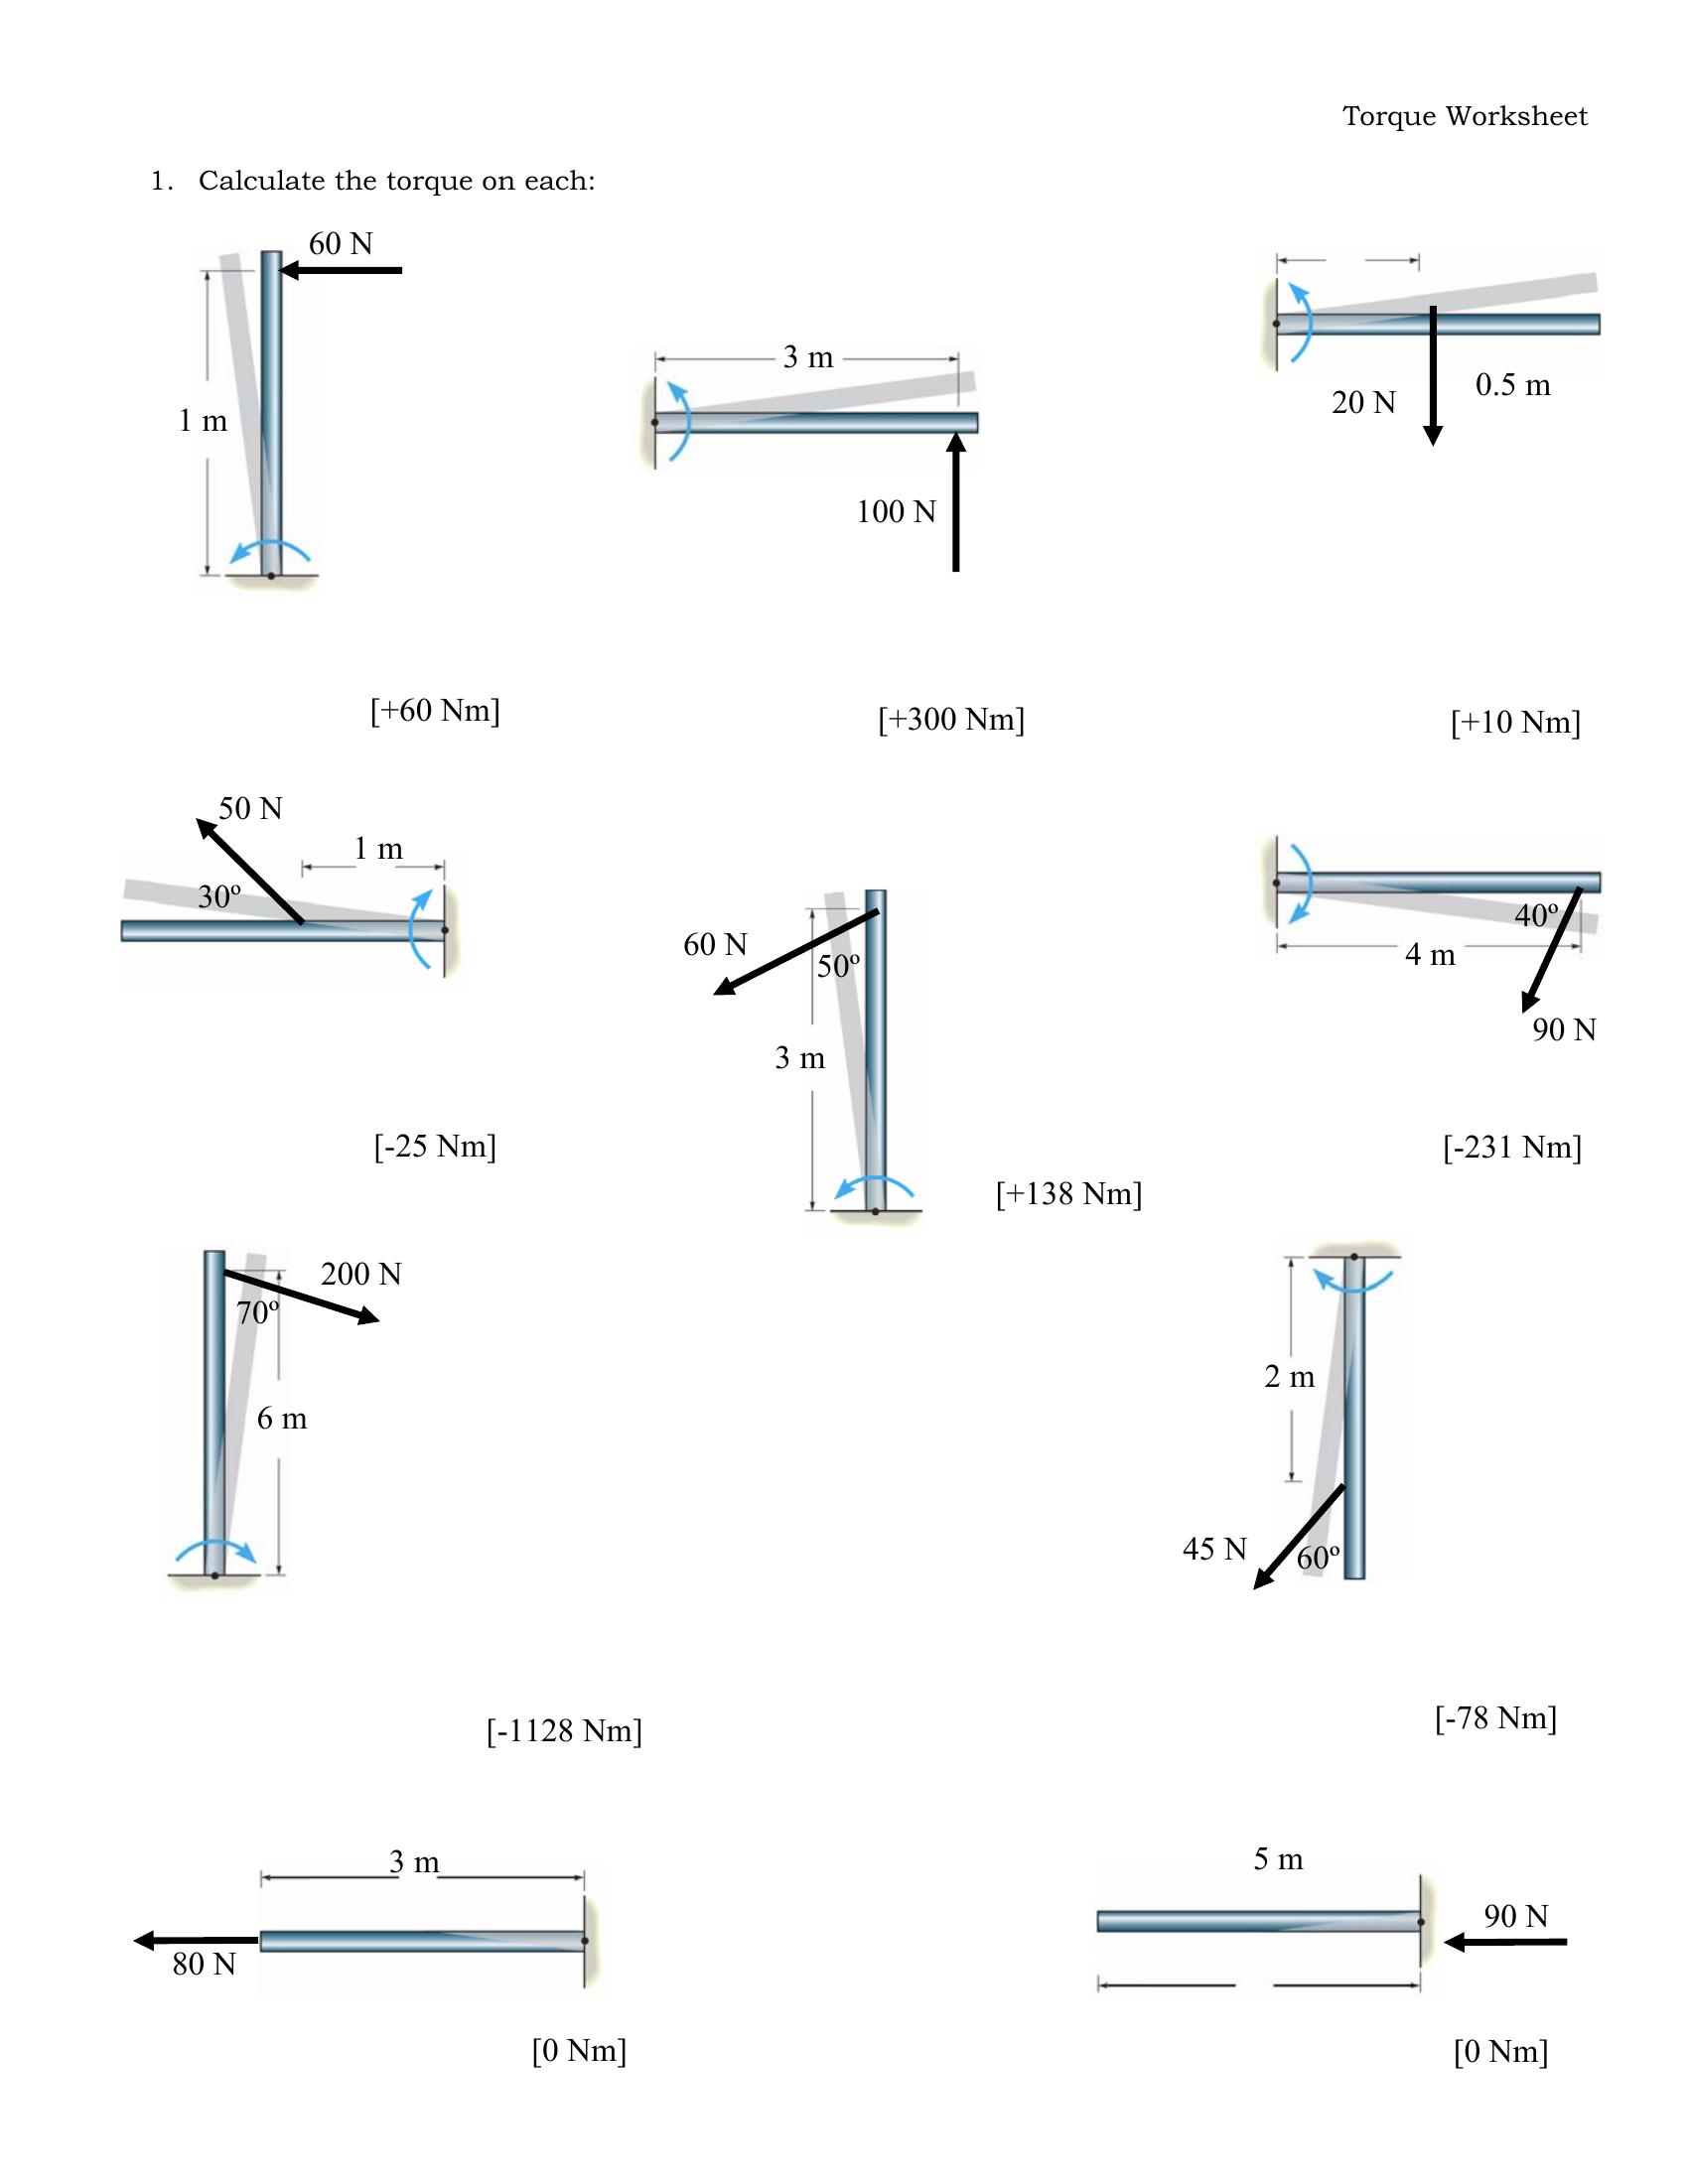 Torque Worksheet
1. Calculate the torque on each:
60 N
1 m
3 m
100 N
20 N
0.5 m
[+60 Nm]
[+300 Nm]
[+10 Nm]
50 N
1 m
30º
60 N
50º
3 m
40º
4 m
90 N
[-25 Nm]
[+138 Nm]
[-231 Nm]
200 N
70º
6 m
2 m
45 N
60º
[-1128 Nm]
[-78 Nm]
3 m
80 N
5 m
90 N
[0 Nm]
[0 Nm]